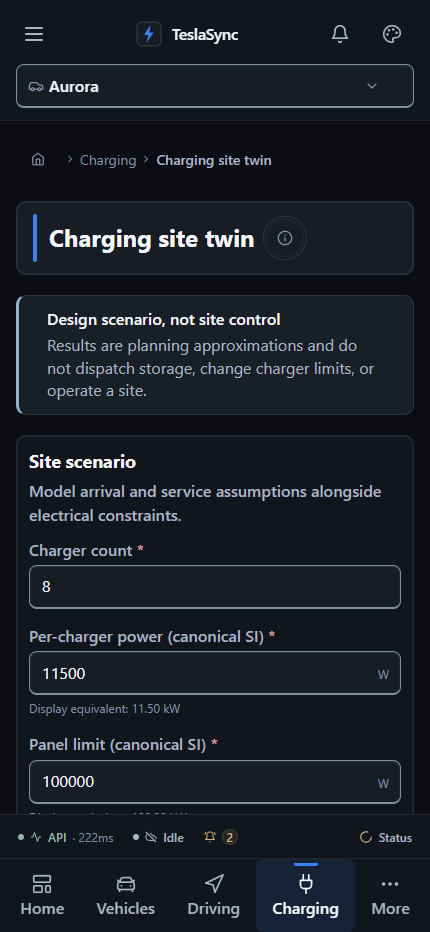 TeslaSync
Aurora
Charging
Charging site twin
Charging site twin
Design scenario, not site control
Results are planning approximations and do
not dispatch storage, change charger limits, or
operate a site.
Site scenario
Model arrival and service assumptions alongside
electrical constraints.
Charger count *
8
Per-charger power (canonical SI) *
11500 W
Display equivalent: 11.50 kW
Panel limit (canonical SI) *
100000 W
API · 222ms Idle 2 Status
Home Vehicles Driving Charging More